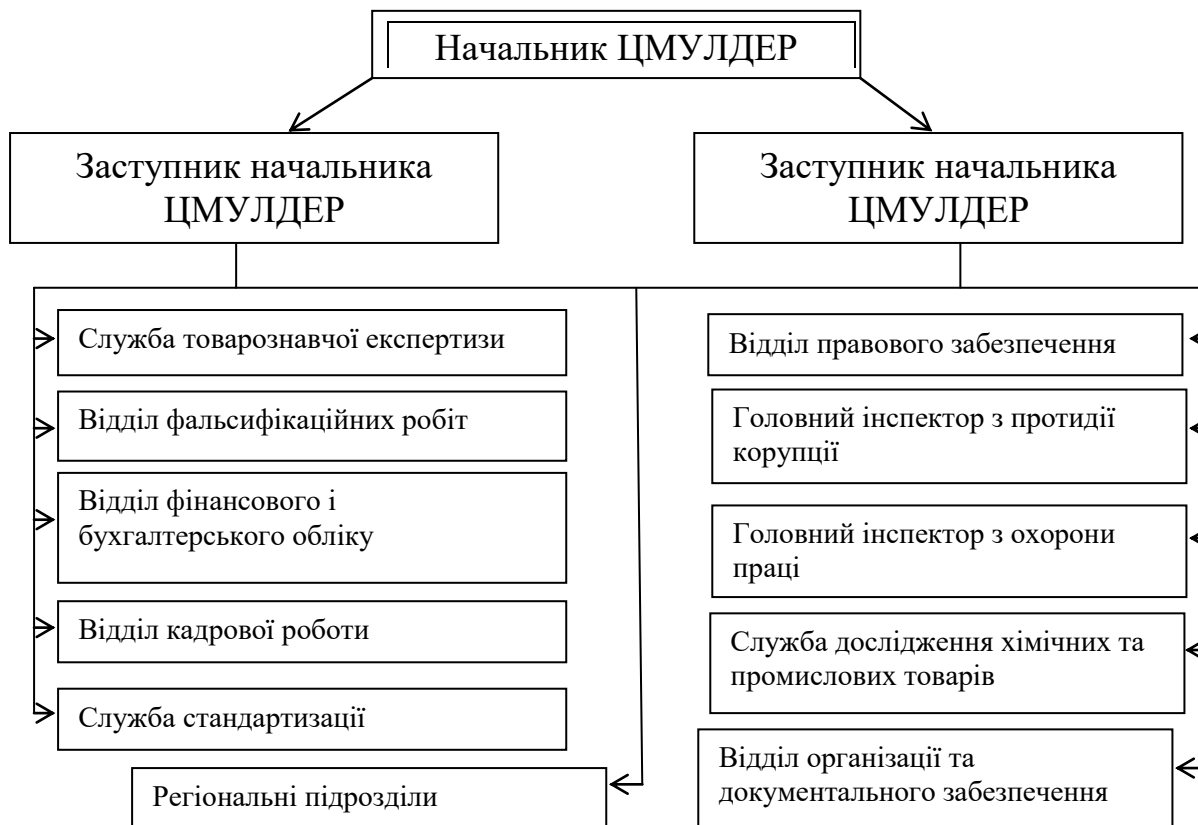 Начальник ЦМУЛДЕР
Заступник начальника
ЦМУЛДЕР
Заступник начальника
ЦМУЛДЕР
Служба товарознавчої експертизи
Відділ фальсифікаційних робіт
Відділ фінансового і
бухгалтерського обліку
Відділ кадрової роботи
Служба стандартизації
Регіональні підрозділи
Відділ правового забезпечення
Головний інспектор з протидії
корупції
Головний інспектор з охорони
праці
Служба дослідження хімічних та
промислових товарів
Відділ організації та
документального забезпечення